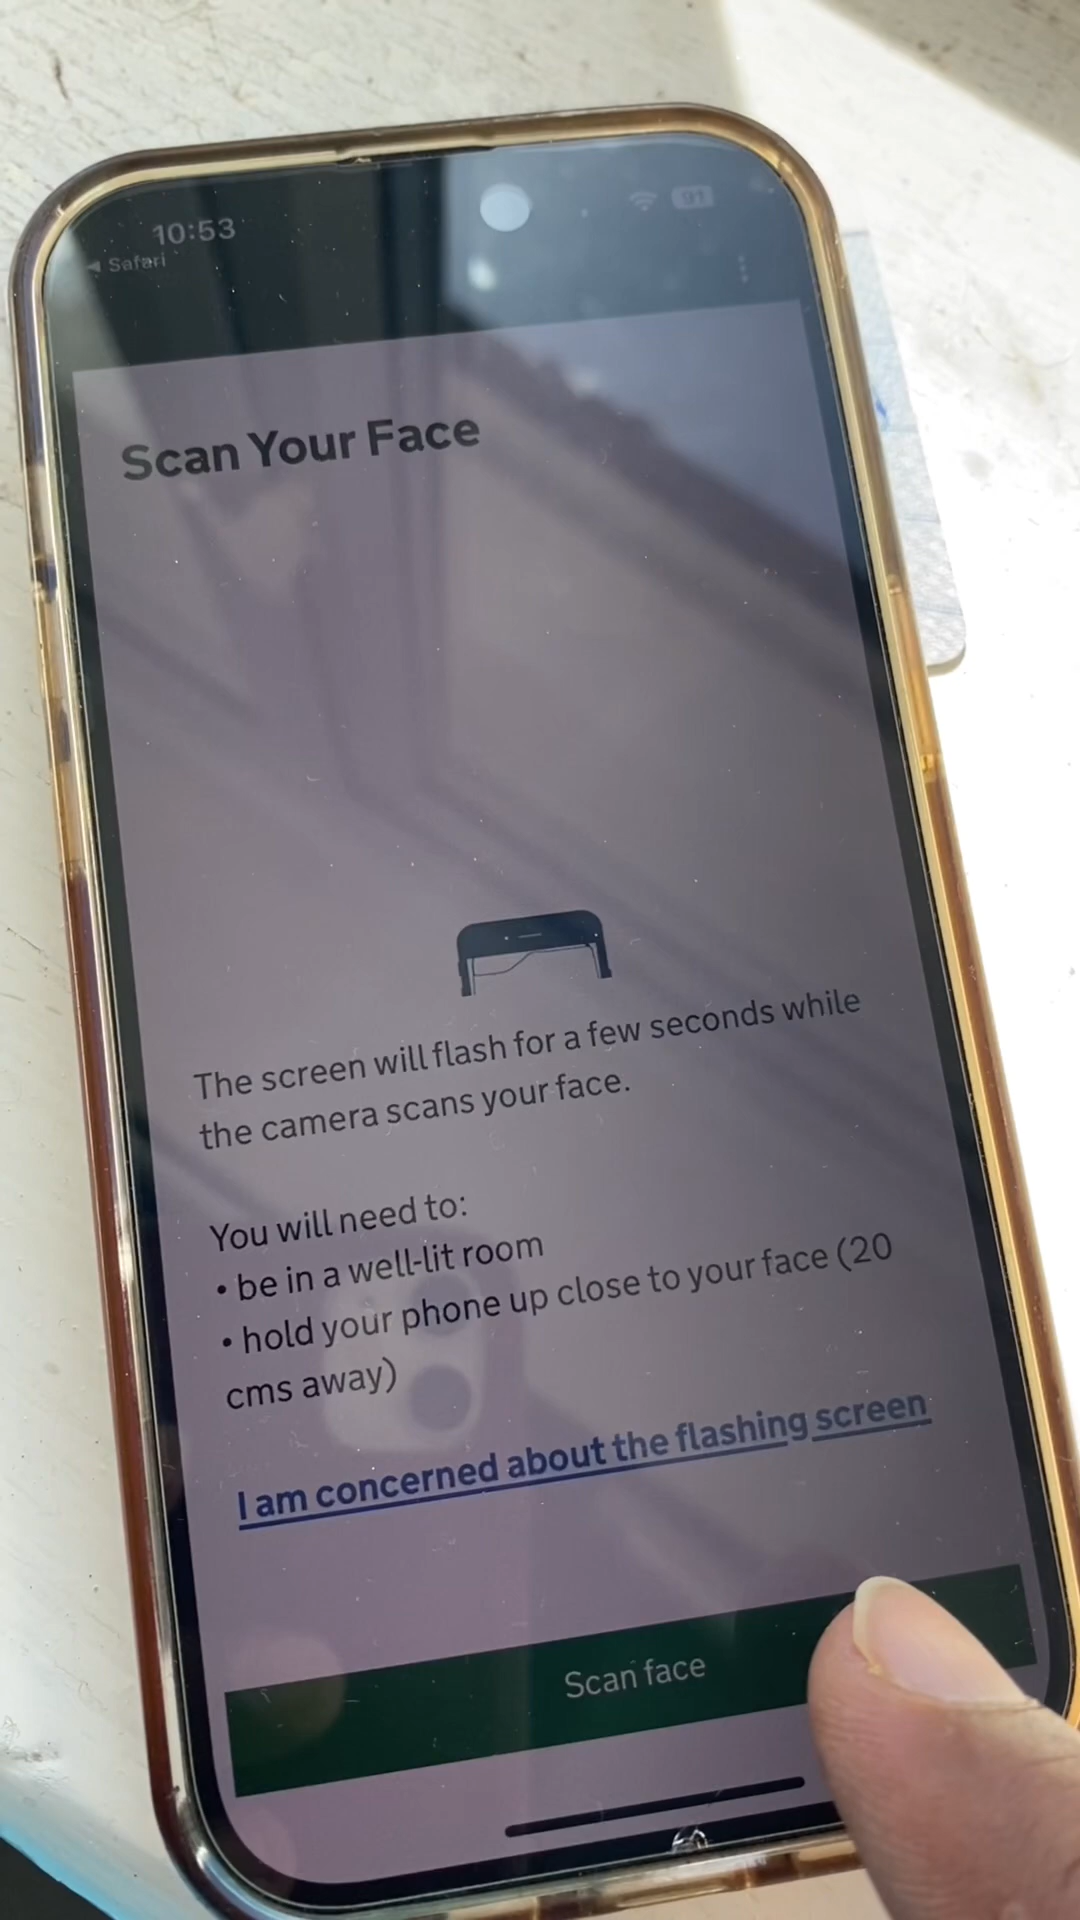 10:53
◀ Safari
91
Scan Your Face
The screen will flash for a few seconds while
the camera scans your face.
You will need to:
• be in a well-lit room
• hold your phone up close to your face (20
cms away)
I am concerned about the flashing screen
Scan face